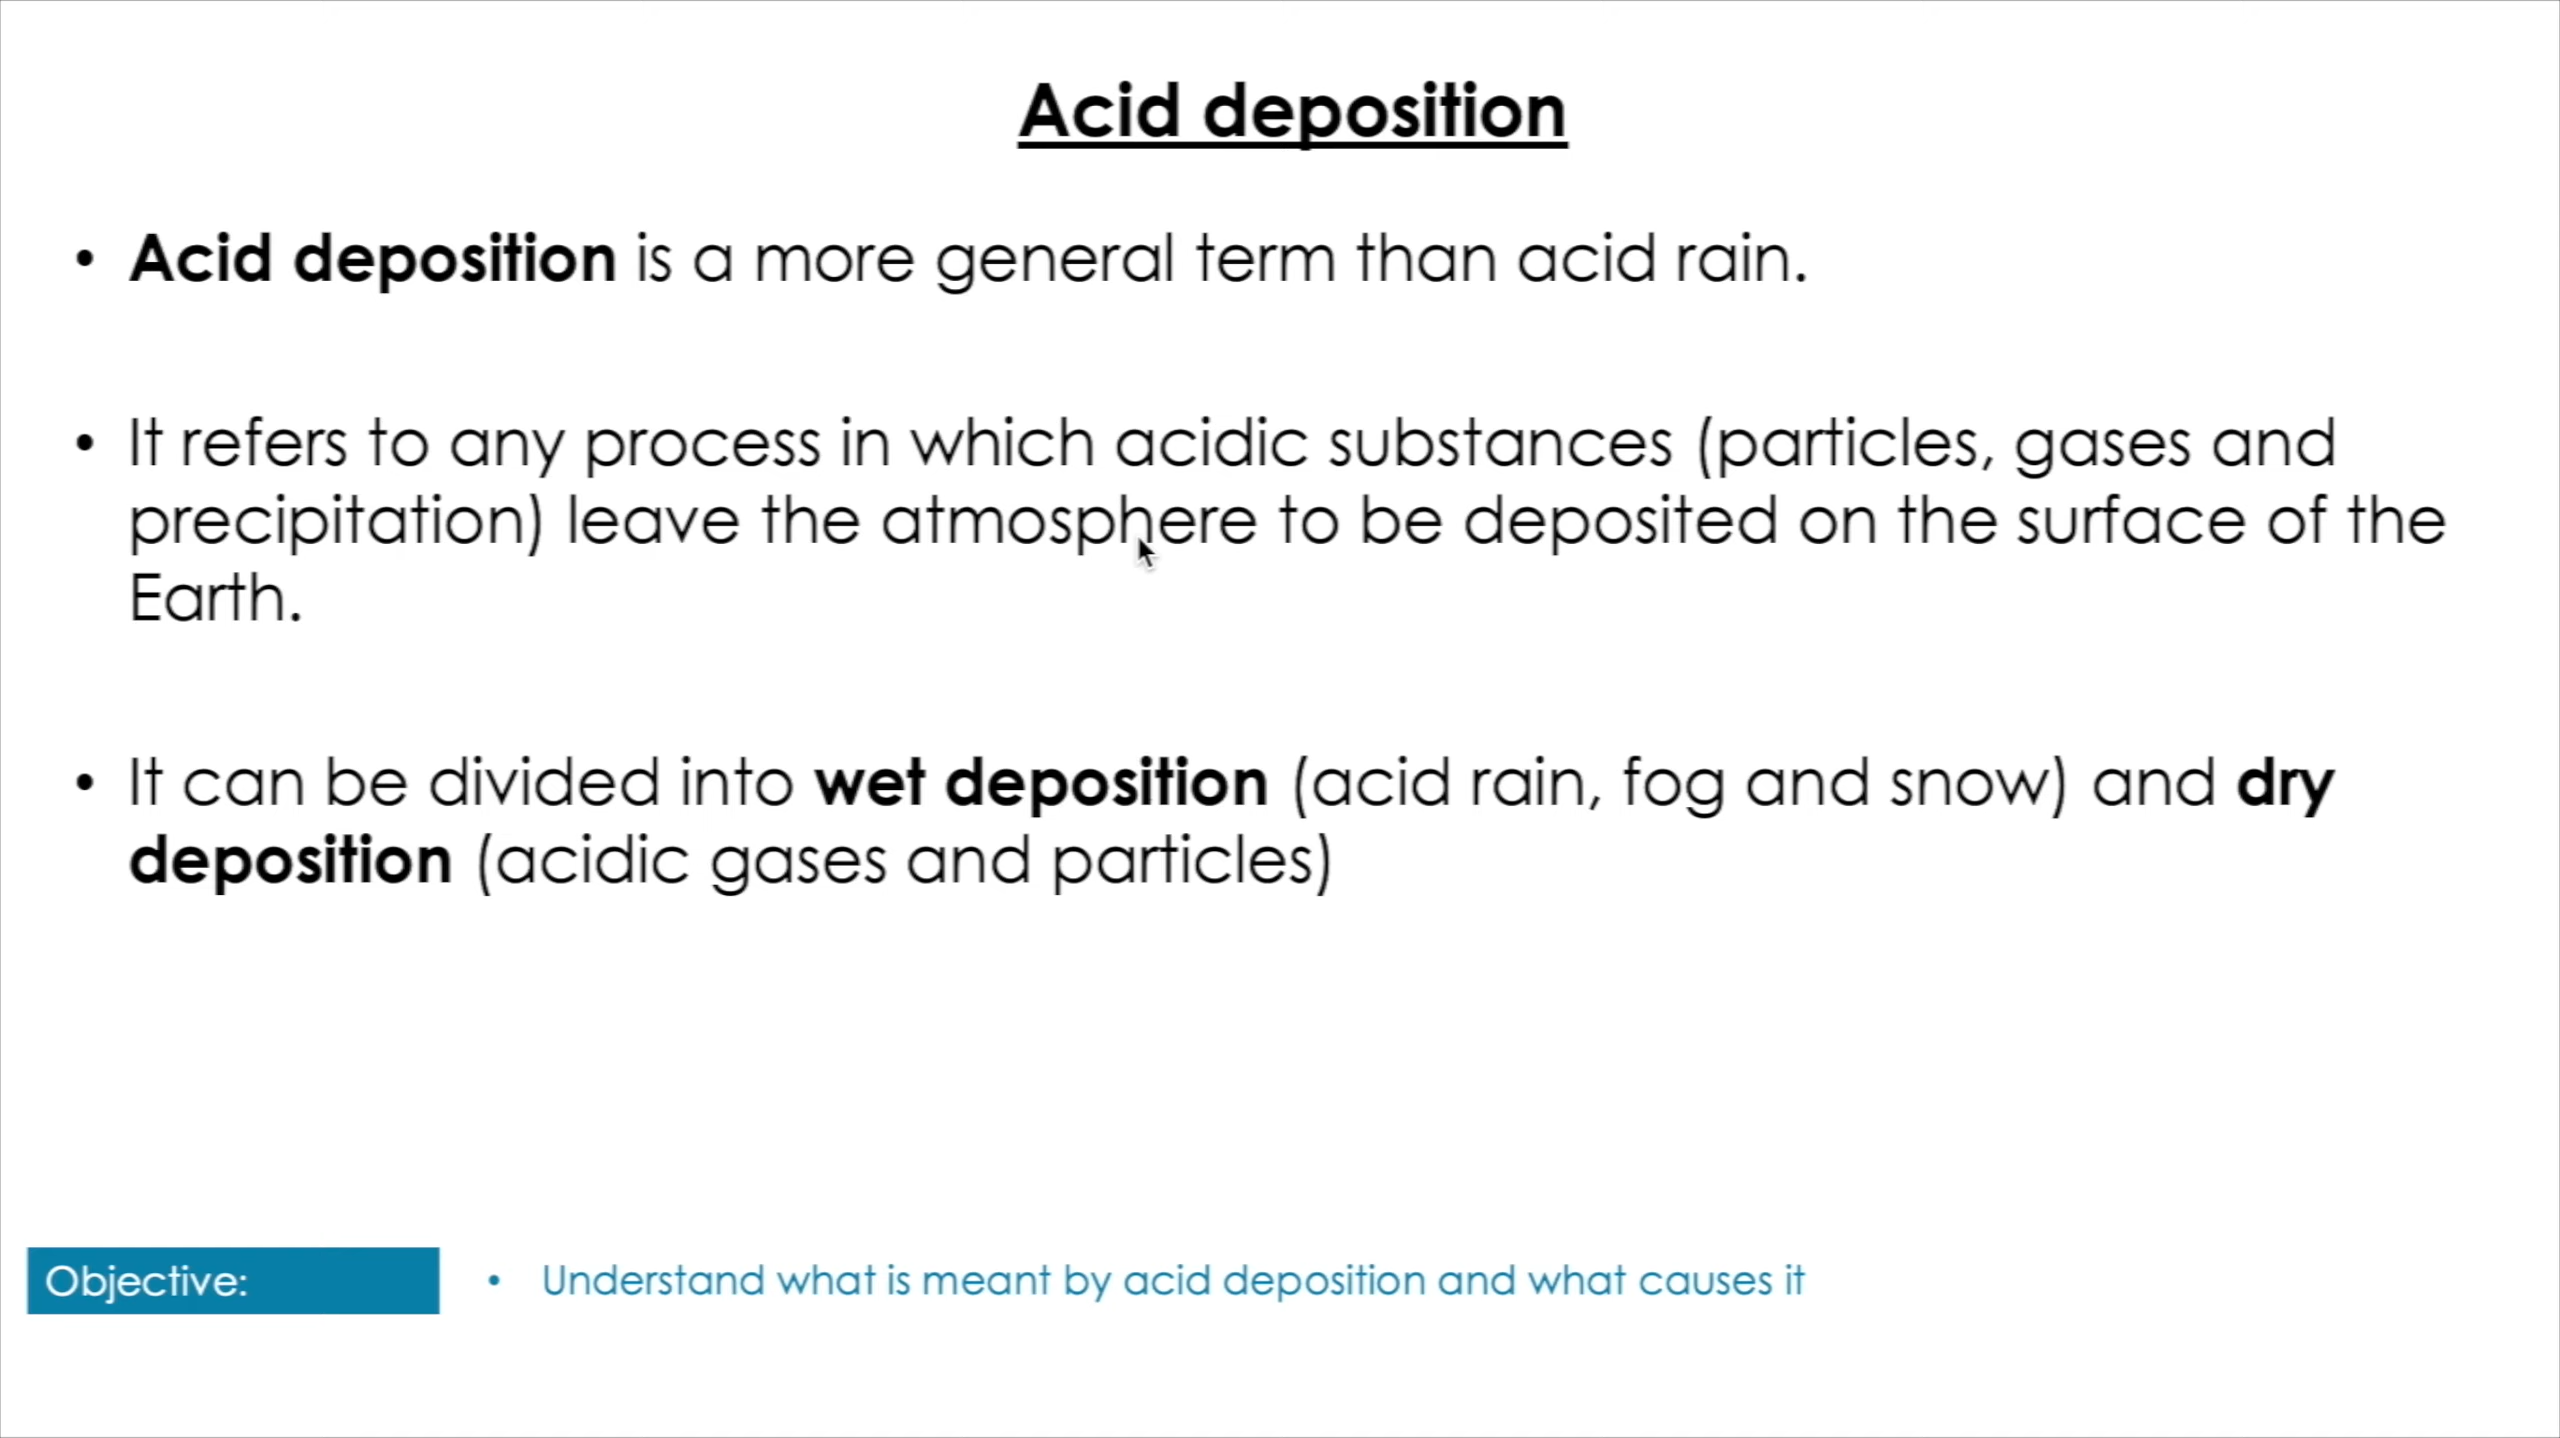 Acid deposition
• Acid deposition is a more general term than acid rain.
• It refers to any process in which acidic substances (particles, gases and
precipitation) leave the atmosphere to be deposited on the surface of the
Earth.
• It can be divided into wet deposition (acid rain, fog and snow) and dry
deposition (acidic gases and particles)
Objective:
• Understand what is meant by acid deposition and what causes it